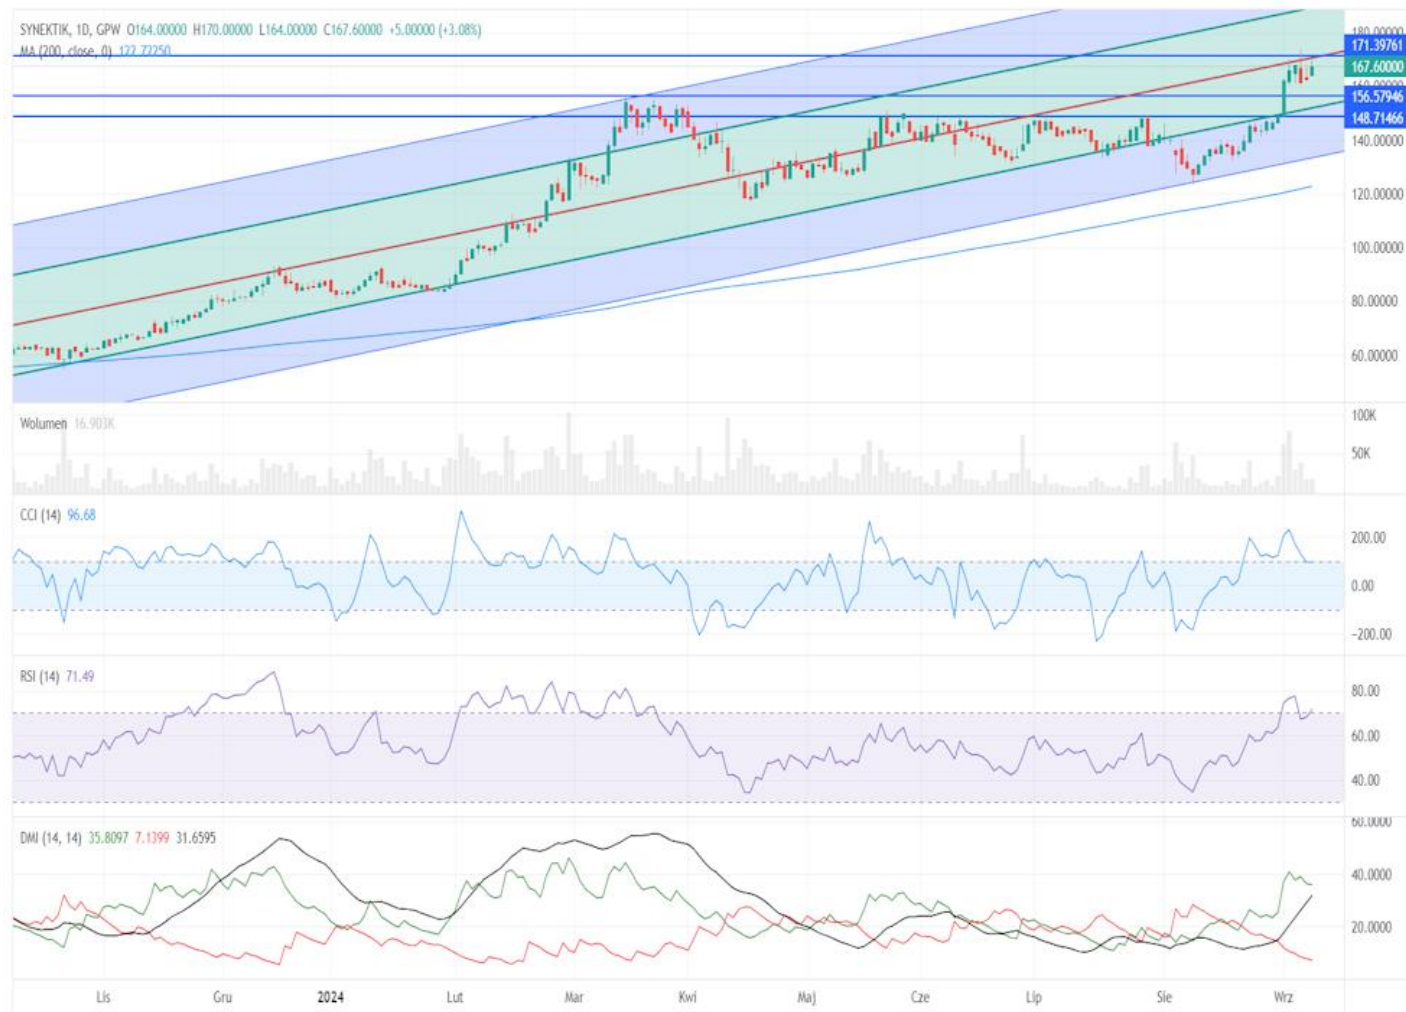 SYNEKTIK, 1D, GPW O164.00000 H170.00000 L164.00000 C167.60000 +5.00000 (+3.08%)
MA (200, close, 0) 122.72250
180.00000
171.39761
167.60000
160.00000
156.57946
148.71466
140.00000
120.00000
100.00000
80.00000
60.00000
Wolumen 16.903K
100K
50K
CCI (14) 96.68
200.00
0.00
-200.00
RSI (14) 71.49
80.00
60.00
40.00
DMI (14, 14) 35.8097 7.1399 31.6595
60.0000
40.0000
20.0000
Lis Gru 2024 Lut Mar Kwi Maj Cze Lip Sie Wrz